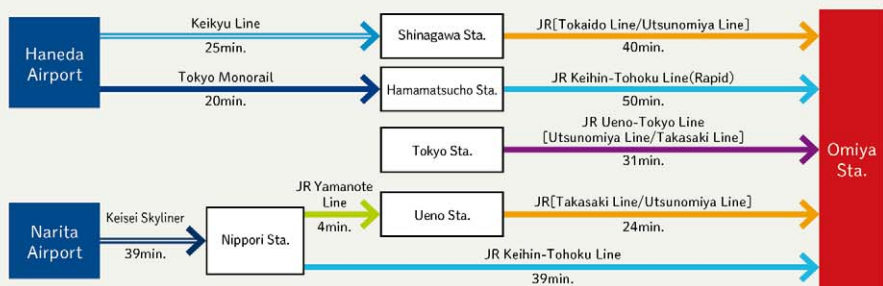 Haneda
Airport
Keikyu Line
25min.
Shinagawa Sta.
JR[Tokaido Line/Utsunomiya Line]
40min.
Tokyo Monorail
20min.
Hamamatsucho Sta.
JR Keihin-Tohoku Line(Rapid)
50min.
Tokyo Sta.
JR Ueno-Tokyo Line
[Utsunomiya Line/Takasaki Line]
31min.
Omiya
Sta.
Narita
Airport
Keisei Skyliner
39min.
Nippori Sta.
JR Yamanote
Line
4min.
Ueno Sta.
JR[Takasaki Line/Utsunomiya Line]
24min.
JR Keihin-Tohoku Line
39min.